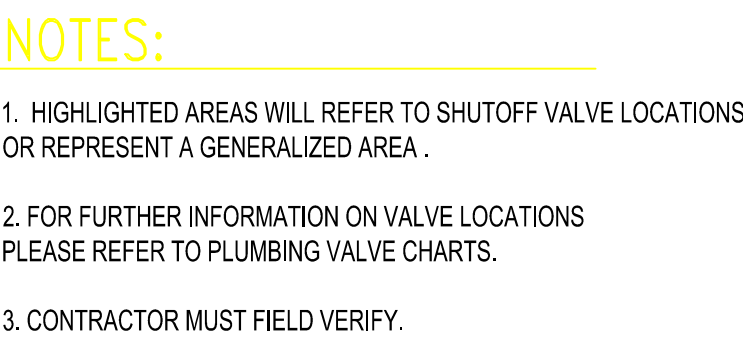 NOTES:
1. HIGHLIGHTED AREAS WILL REFER TO SHUTOFF VALVE LOCATIONS
OR REPRESENT A GENERALIZED AREA .
2. FOR FURTHER INFORMATION ON VALVE LOCATIONS
PLEASE REFER TO PLUMBING VALVE CHARTS.
3. CONTRACTOR MUST FIELD VERIFY.